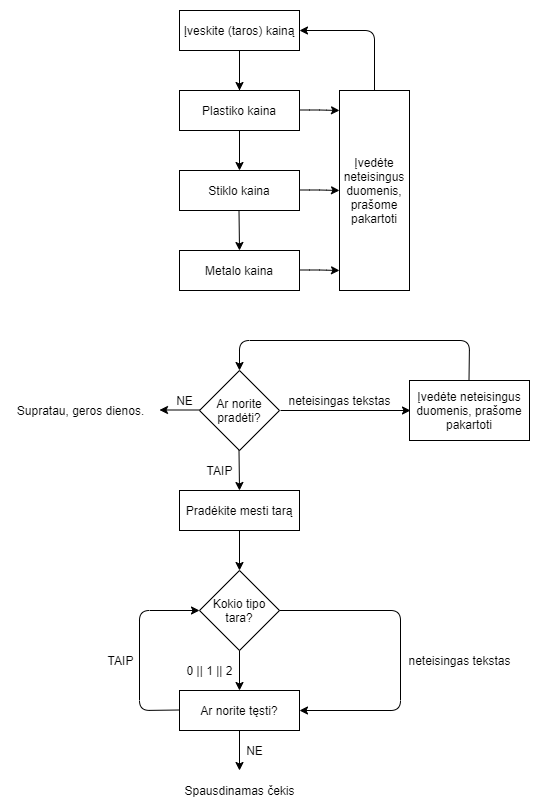 Įveskite (taros) kainą
Plastiko kaina
Stiklo kaina
Metalo kaina
Įvedėte
neteisingus
duomenis,
prašome
pakartoti
Ar norite
pradėti?
NE
Supratau, geros dienos.
neteisingas tekstas
Įvedėte neteisingus
duomenis, prašome
pakartoti
TAIP
Pradėkite mesti tarą
Kokio tipo
tara?
TAIP
0 || 1 || 2
neteisingas tekstas
Ar norite tęsti?
NE
Spausdinamas čekis